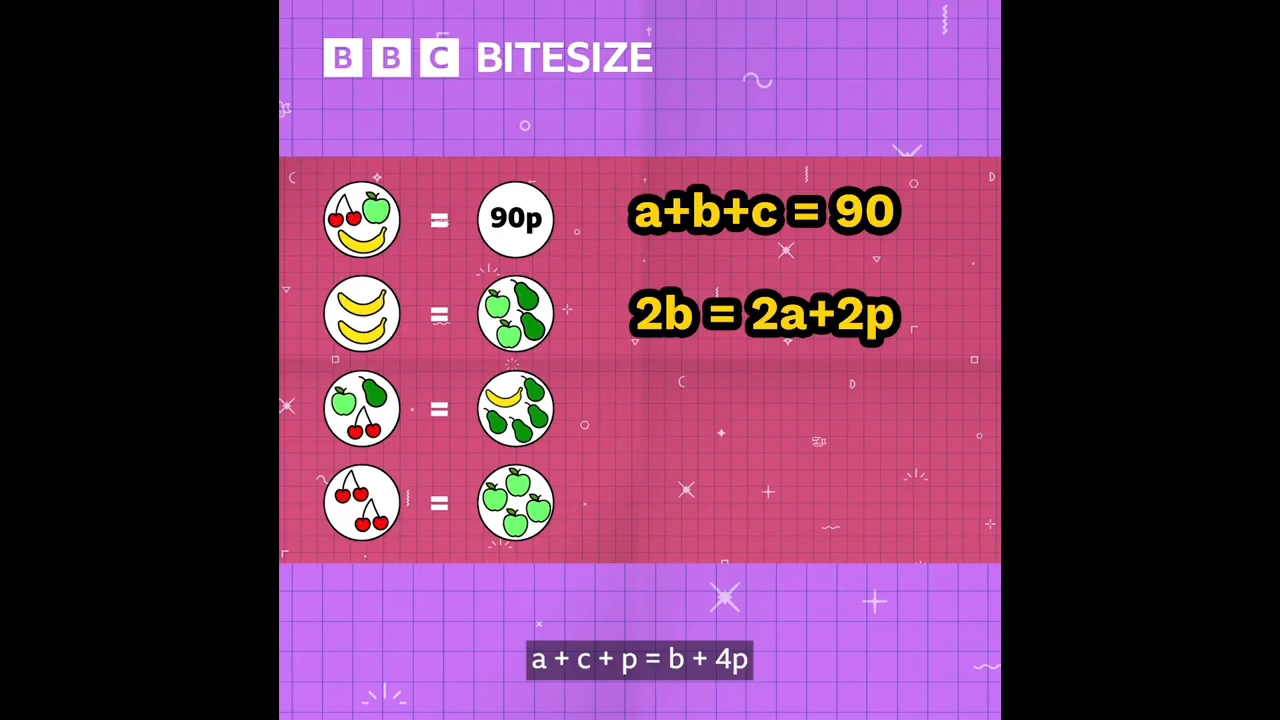 BBC BITESIZE
= 90p a+b+c = 90
= 2b = 2a+2p
=
=
a + c + p = b + 4p